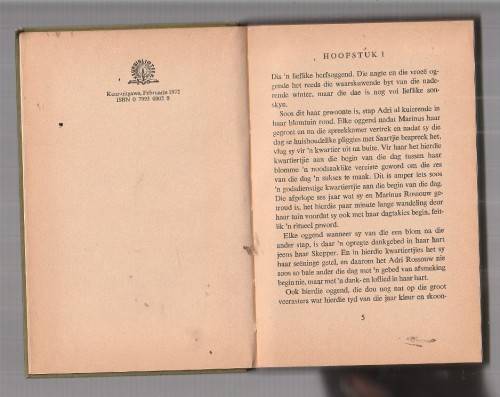 Keur-uitgawe, Februarie 1972
ISBN 0 7993 0002 8
HOOFSTUK 1
Dis 'n lieflike herfsoggend. Die nagte en die vroeë og-
gende het reeds die waarskuwende byt van die nade-
rende winter, maar die dae is nog vol lieflike son-
skyn.
Soos dit haar gewoonte is, stap Adri al kuierende in
haar blomtuin rond. Elke oggend nadat Marinus haar
gegroet en na die spreekkamer vertrek en nadat sy die
dag se huishoudelike pliggies met Saartjie bespreek het,
vlug sy vir 'n kwartier uit na buite. Vir haar het hierdie
kwartiertjie aan die begin van die dag tussen haar
blomme 'n noodsaaklike vereiste geword om die res
van die dag 'n sukses te maak. Dit is amper iets soos
'n godsdienstige kwartiertjie aan die begin van die dag.
Die afgelope ses jaar wat sy en Marinus Rossouw ge-
troud is, het hierdie paar minute lange wandeling deur
haar tuin voordat sy ook met haar dagtakies begin, feit-
lik 'n ritueel geword.
Elke oggend wanneer sy van die een blom na die
ander stap, is daar 'n opregte dankgebed in haar hart
jeens haar Skepper. En in hierdie kwartiertjies het sy
haar seëninge getel, en daarom het Adri Rossouw nie
soos so baie ander die dag met 'n gebed van afsmeking
begin nie, maar met 'n dank- en loflied in haar hart.
Ook hierdie oggend, die dou nog nat op die groot
veerasters wat hierdie tyd van die jaar kleur en skoon-
5